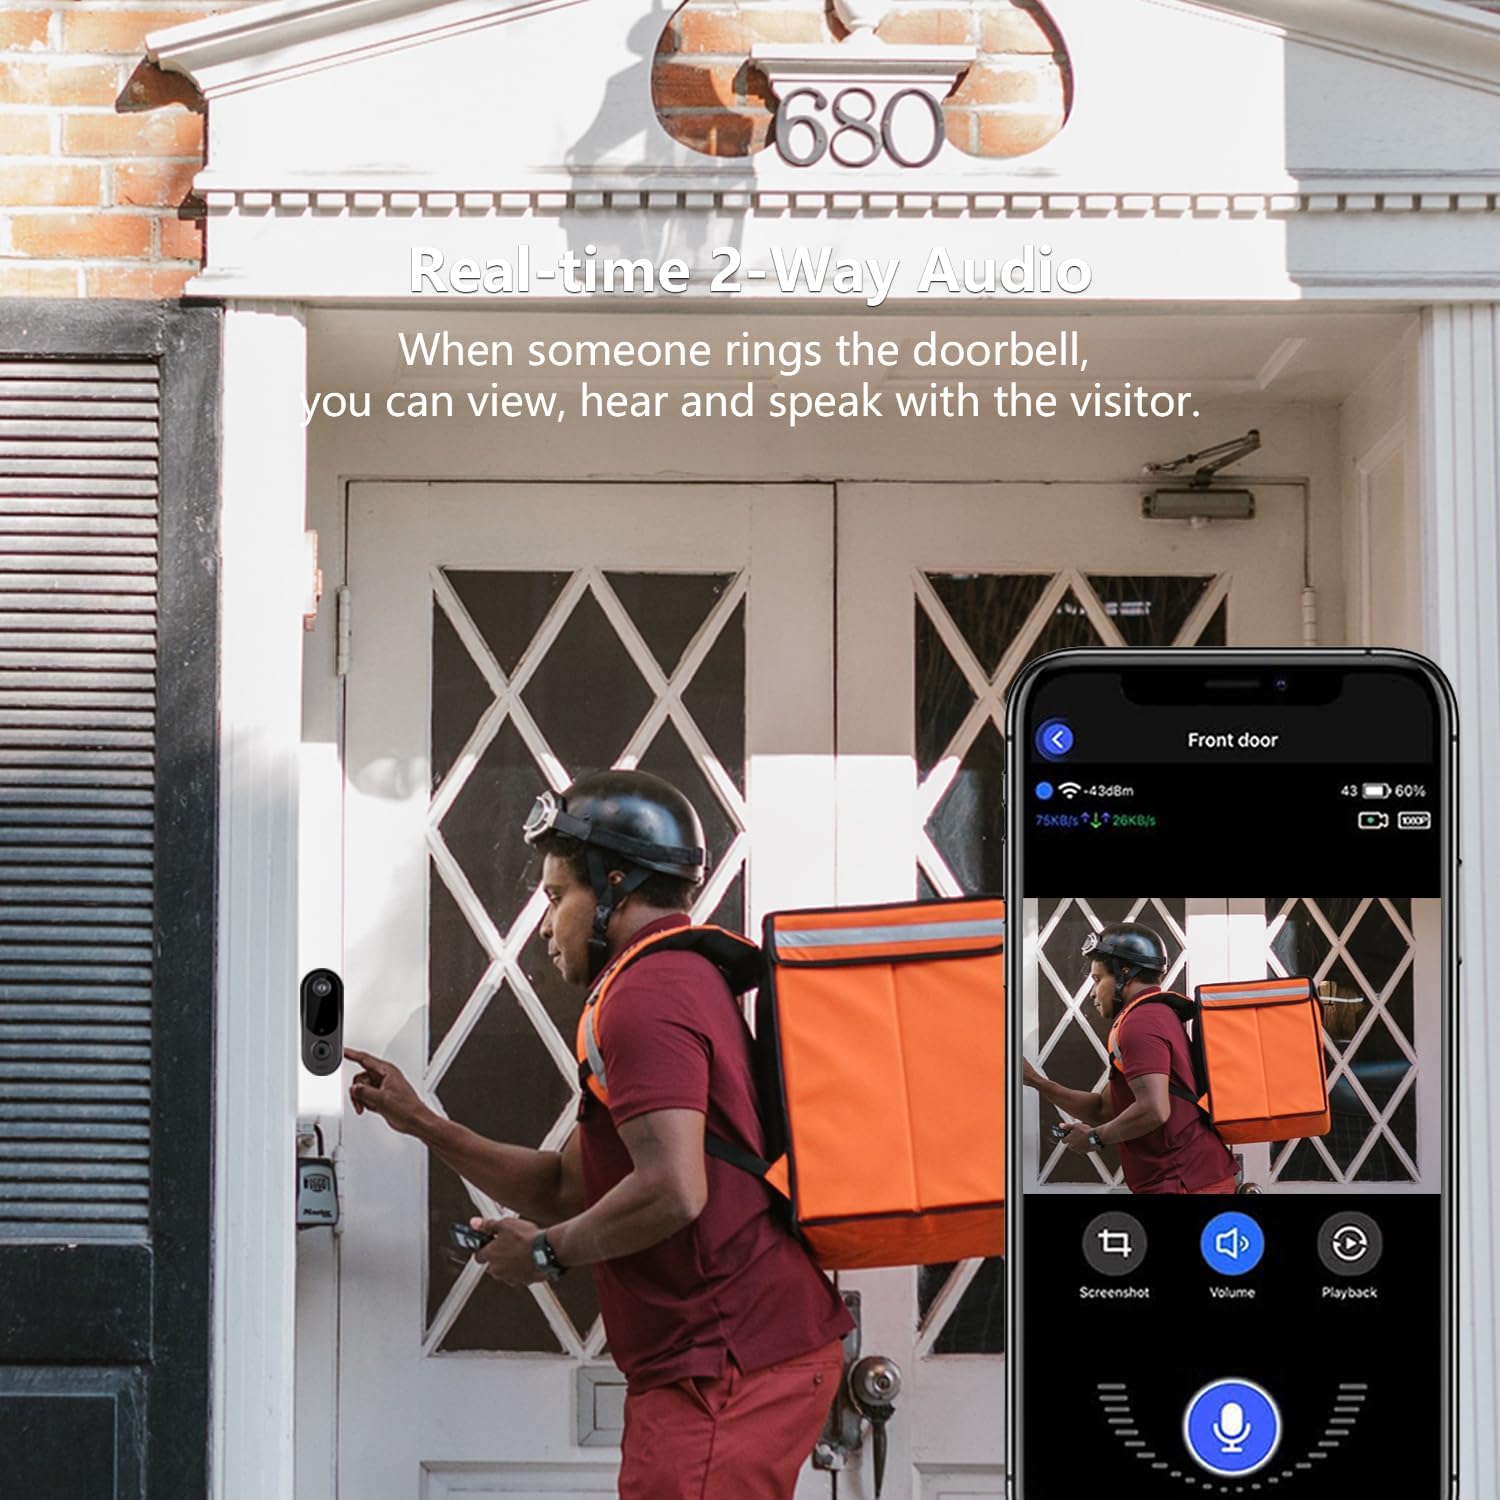 680
Real-time 2-Way Audio
When someone rings the doorbell,
you can view, hear and speak with the visitor.
Front door
-43dBm
43 60%
75KB/s 26KB/s
1080P
Screenshot Volume Playback
Master